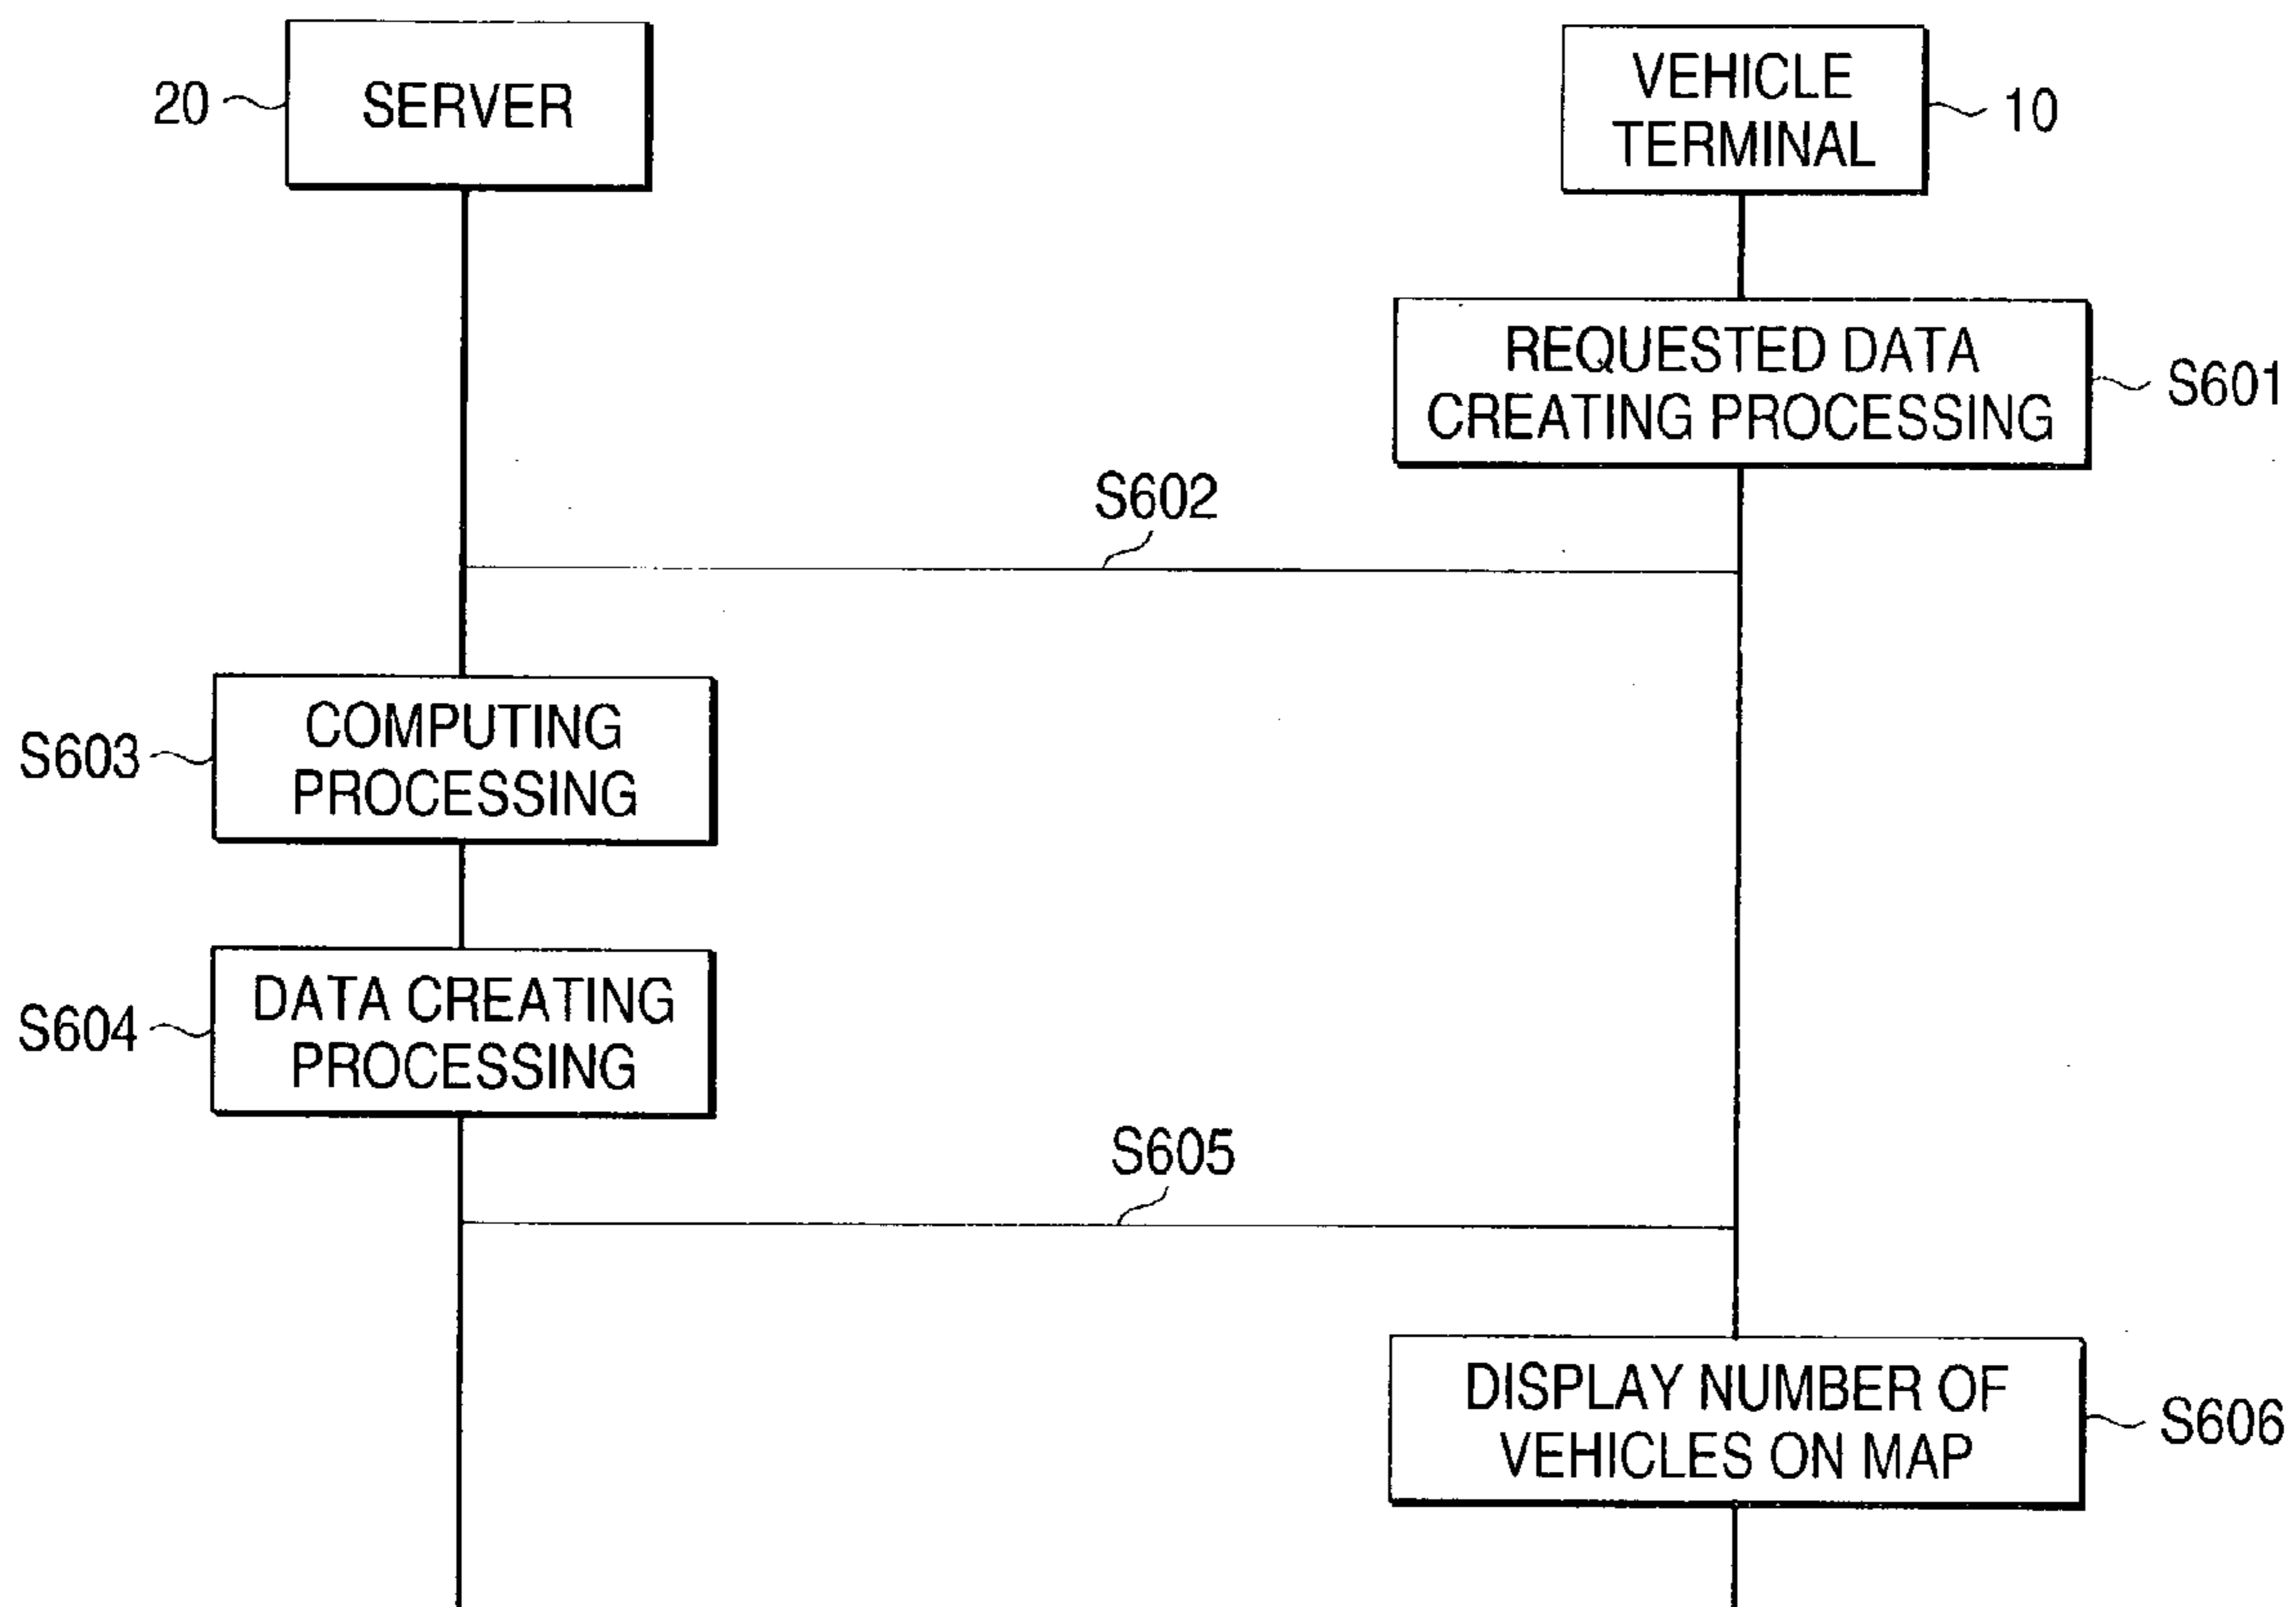 20
SERVER
VEHICLE
TERMINAL
10
REQUESTED DATA
CREATING PROCESSING
S601
S602
S603
COMPUTING
PROCESSING
S604
DATA CREATING
PROCESSING
S605
DISPLAY NUMBER OF
VEHICLES ON MAP
S606